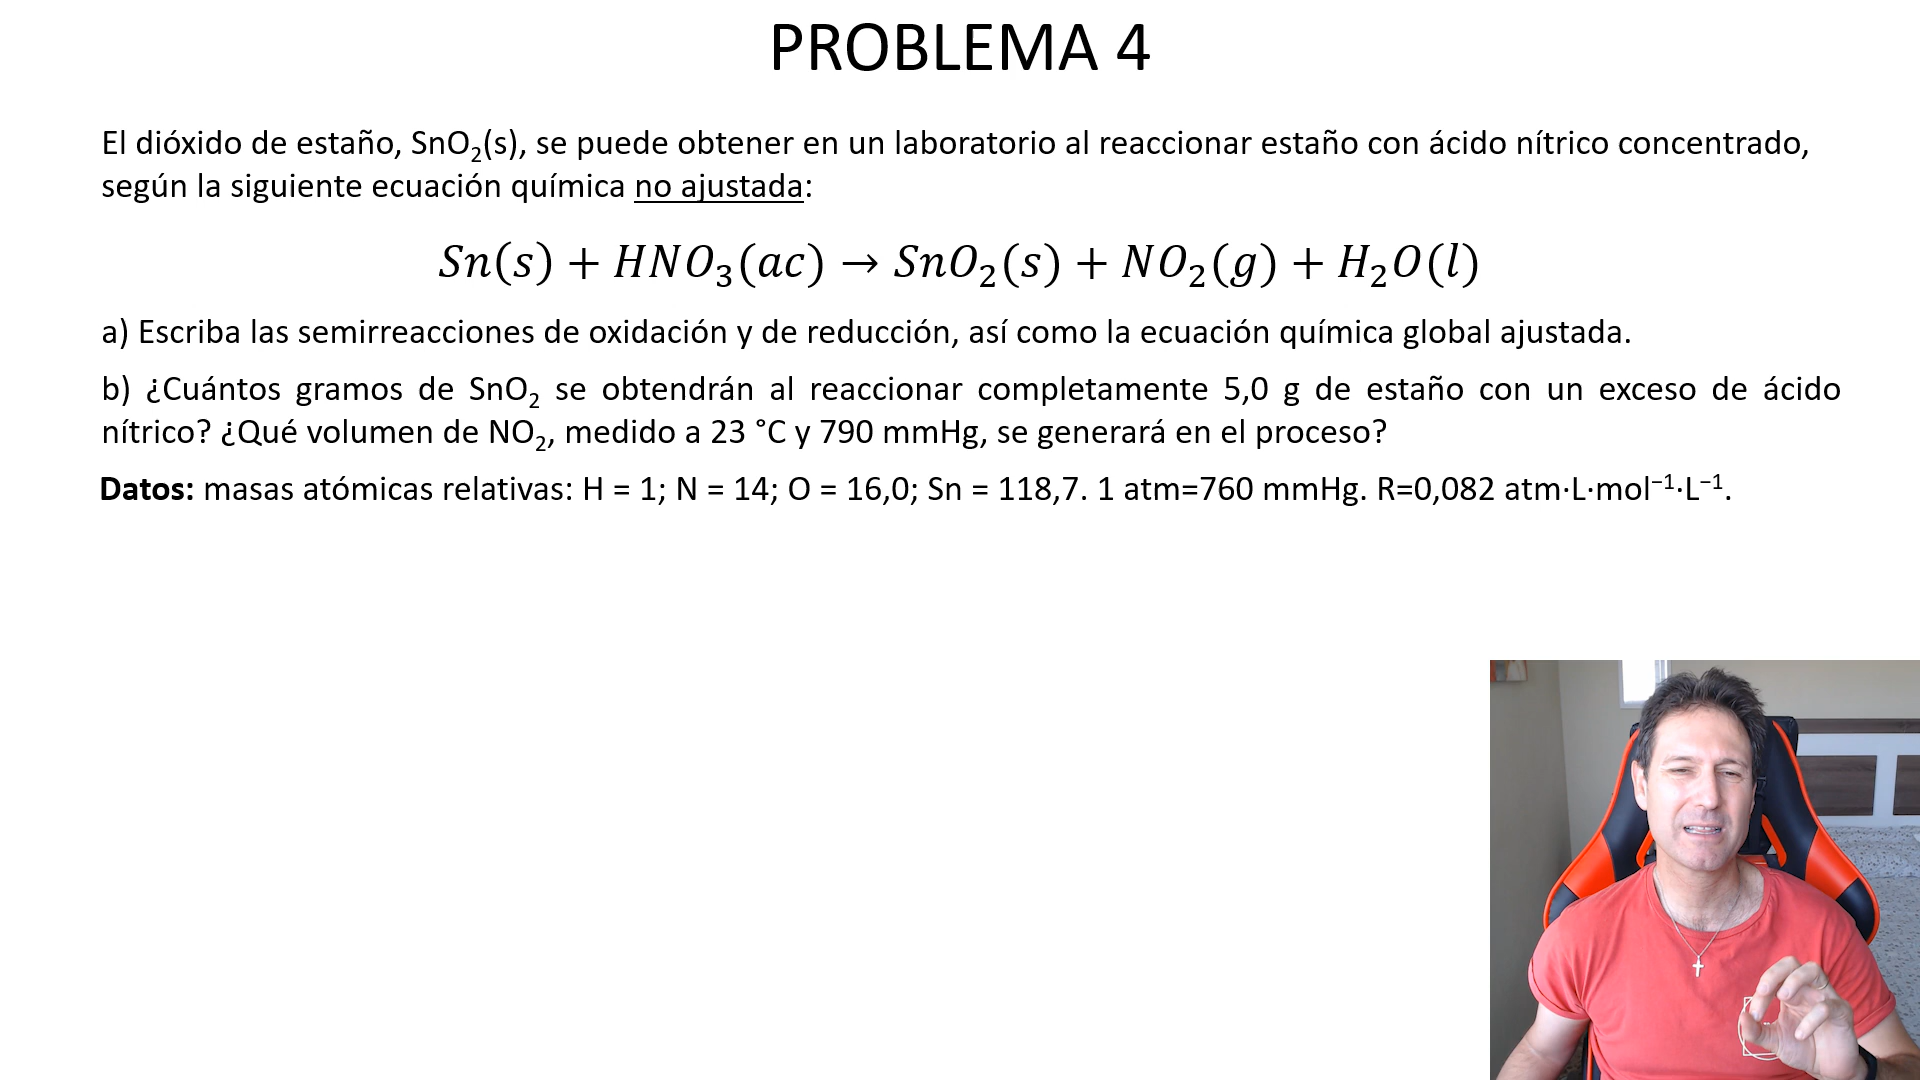 PROBLEMA 4
El dióxido de estaño, SnO₂(s), se puede obtener en un laboratorio al reaccionar estaño con ácido nítrico concentrado,
según la siguiente ecuación química no ajustada:
Sn(s) + HNO₃(ac) → SnO₂(s) + NO₂(g) + H₂O(l)
a) Escriba las semirreacciones de oxidación y de reducción, así como la ecuación química global ajustada.
b) ¿Cuántos gramos de SnO₂ se obtendrán al reaccionar completamente 5,0 g de estaño con un exceso de ácido
nítrico? ¿Qué volumen de NO₂, medido a 23 °C y 790 mmHg, se generará en el proceso?
Datos: masas atómicas relativas: H = 1; N = 14; O = 16,0; Sn = 118,7. 1 atm=760 mmHg. R=0,082 atm·L·mol⁻¹·L⁻¹.